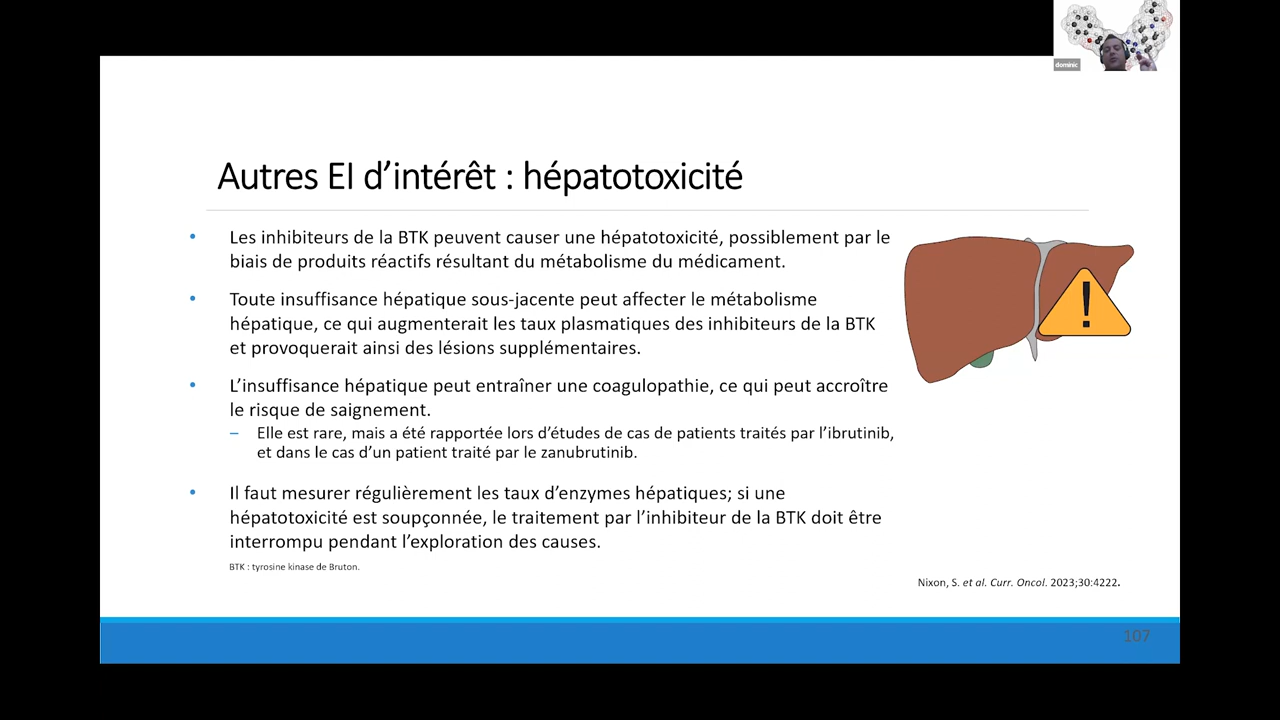 dominic
Autres EI d’intérêt : hépatotoxicité
• Les inhibiteurs de la BTK peuvent causer une hépatotoxicité, possiblement par le
biais de produits réactifs résultant du métabolisme du médicament.
• Toute insuffisance hépatique sous-jacente peut affecter le métabolisme
hépatique, ce qui augmenterait les taux plasmatiques des inhibiteurs de la BTK
et provoquerait ainsi des lésions supplémentaires.
• L’insuffisance hépatique peut entraîner une coagulopathie, ce qui peut accroître
le risque de saignement.
– Elle est rare, mais a été rapportée lors d’études de cas de patients traités par l’ibrutinib,
et dans le cas d’un patient traité par le zanubrutinib.
• Il faut mesurer régulièrement les taux d’enzymes hépatiques; si une
hépatotoxicité est soupçonnée, le traitement par l’inhibiteur de la BTK doit être
interrompu pendant l’exploration des causes.
BTK : tyrosine kinase de Bruton.
Nixon, S. et al. Curr. Oncol. 2023;30:4222.
107